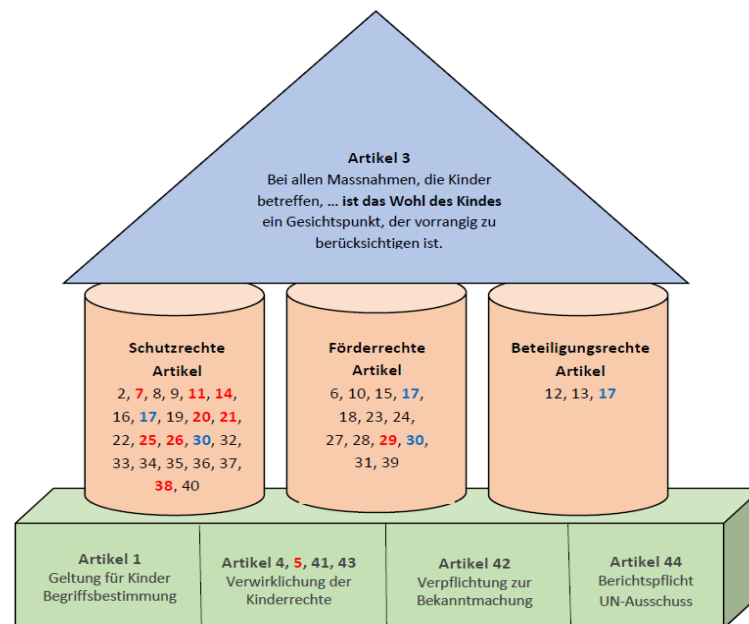 Artikel 3
Bei allen Massnahmen, die Kinder
betreffen, ... ist das Wohl des Kindes
ein Gesichtspunkt, der vorrangig zu
berücksichtigen ist.
Schutzrechte
Artikel
2, 7, 8, 9, 11, 14,
16, 17, 19, 20, 21,
22, 25, 26, 30, 32,
33, 34, 35, 36, 37,
38, 40
Förderrechte
Artikel
6, 10, 15, 17,
18, 23, 24,
27, 28, 29, 30,
31, 39
Beteiligungsrechte
Artikel
12, 13, 17
Artikel 1
Geltung für Kinder
Begriffsbestimmung
Artikel 4, 5, 41, 43
Verwirklichung der
Kinderrechte
Artikel 42
Verpflichtung zur
Bekanntmachung
Artikel 44
Berichtspflicht
UN-Ausschuss